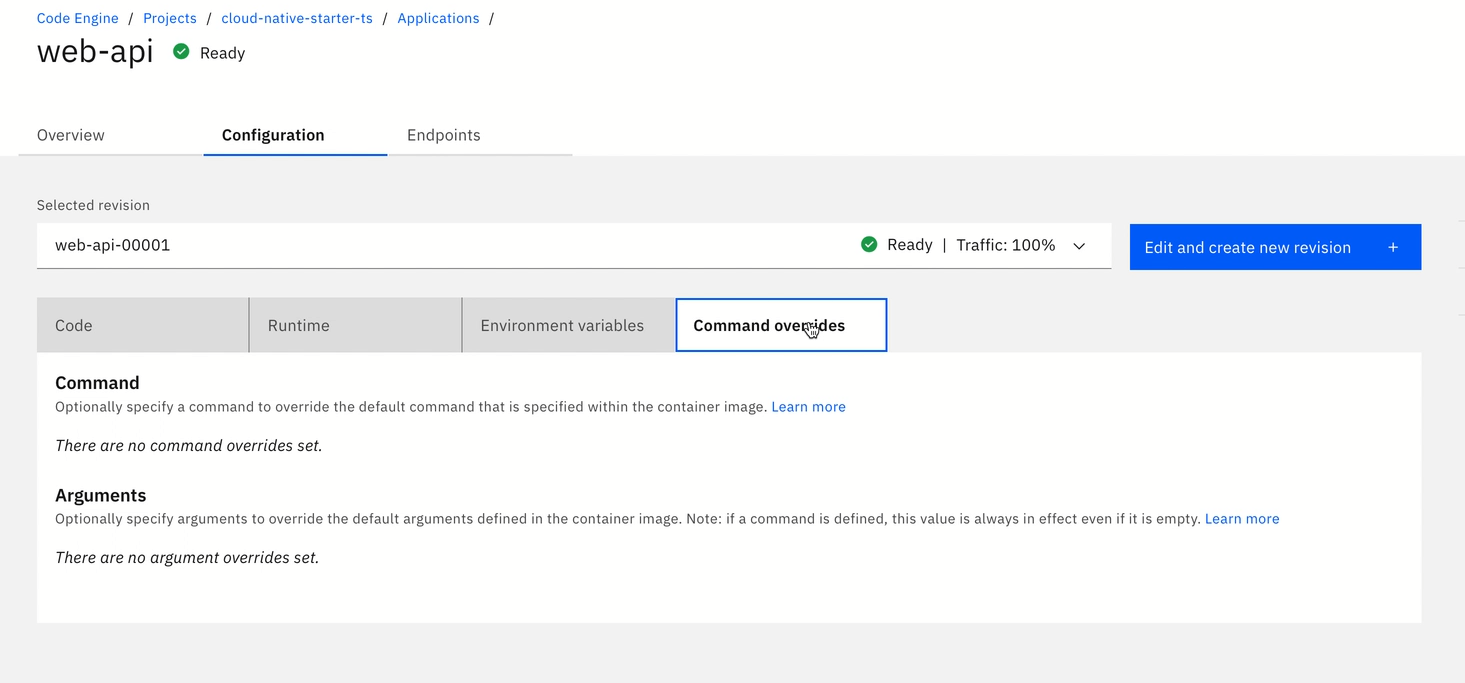 Code Engine / Projects / cloud-native-starter-ts / Applications /
web-api Ready
Overview Configuration Endpoints
Selected revision
web-api-00001 Ready | Traffic: 100% Edit and create new revision +
Code Runtime Environment variables Command overrides
Command
Optionally specify a command to override the default command that is specified within the container image. Learn more
There are no command overrides set.
Arguments
Optionally specify arguments to override the default arguments defined in the container image. Note: if a command is defined, this value is always in effect even if it is empty. Learn more
There are no argument overrides set.